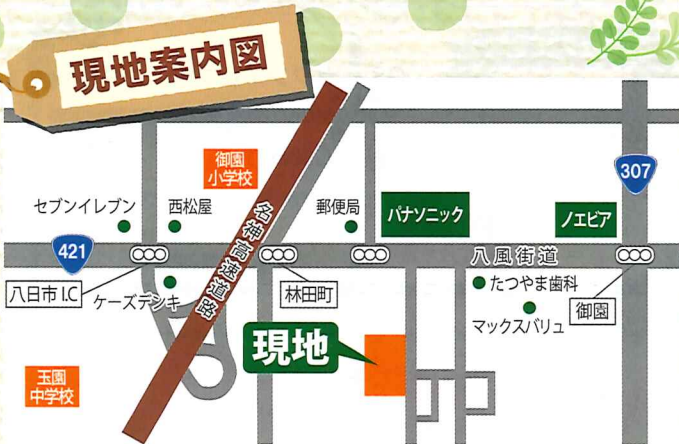 現地案内図
307
御園
小学校
セブンイレブン
西松屋
郵便局
パナソニック
ノエビア
421
名神高速道路
八風街道
八日市I.C
ケーズデンキ
林田町
たつやま歯科
御園
マックスバリュ
現地
玉園
中学校